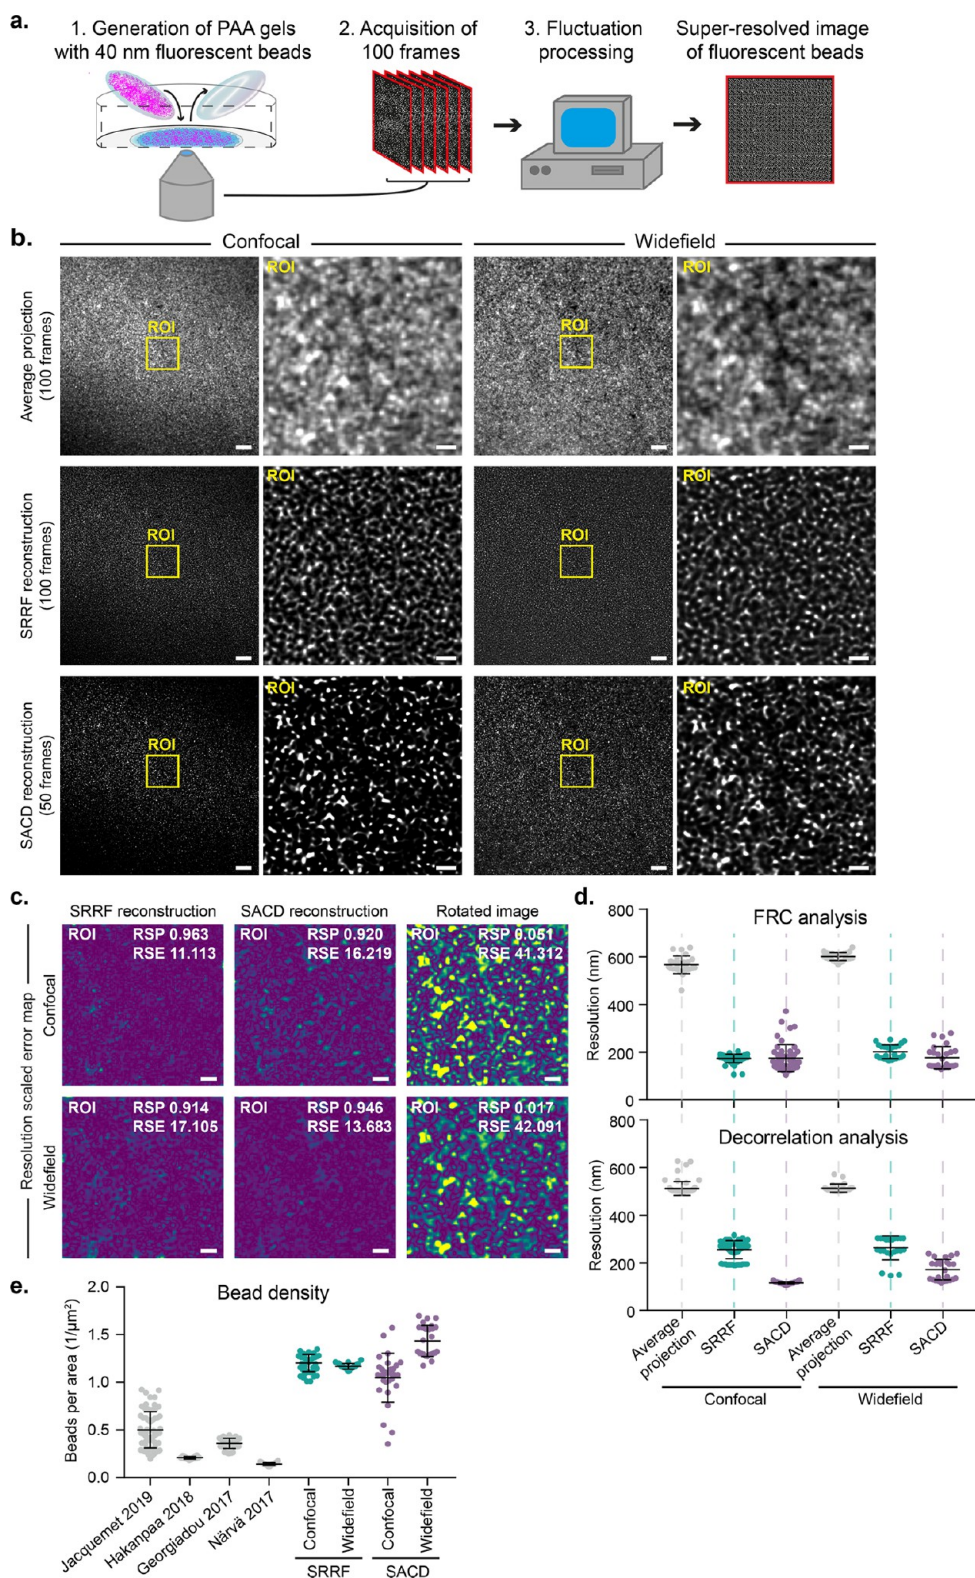 a.
1. Generation of PAA gels
with 40 nm fluorescent beads
2. Acquisition of
100 frames
3. Fluctuation
processing
Super-resolved image
of fluorescent beads
b.
Confocal
Widefield
Average projection
(100 frames)
ROI
ROI
ROI
ROI
SRRF reconstruction
(100 frames)
ROI
ROI
ROI
ROI
SACD reconstruction
(50 frames)
ROI
ROI
ROI
ROI
c.
SRRF reconstruction
SACD reconstruction
Rotated image
Resolution scaled error map
Confocal
ROI RSP 0.963
RSE 11.113
ROI RSP 0.920
RSE 16.219
ROI RSP 0.051
RSE 41.312
Widefield
ROI RSP 0.914
RSE 17.105
ROI RSP 0.946
RSE 13.683
ROI RSP 0.017
RSE 42.091
d.
FRC analysis
Resolution (nm)
800
600
400
200
0
Decorrelation analysis
Resolution (nm)
800
600
400
200
0
Average
projection
SRRF
SACD
Average
projection
SRRF
SACD
Confocal
Widefield
e.
Bead density
Beads per area (1/µm²)
2.0
1.5
1.0
0.5
0.0
Jacquemet 2019
Hakanpaa 2018
Georgiadou 2017
Närvä 2017
Confocal
Widefield
Confocal
Widefield
SRRF
SACD